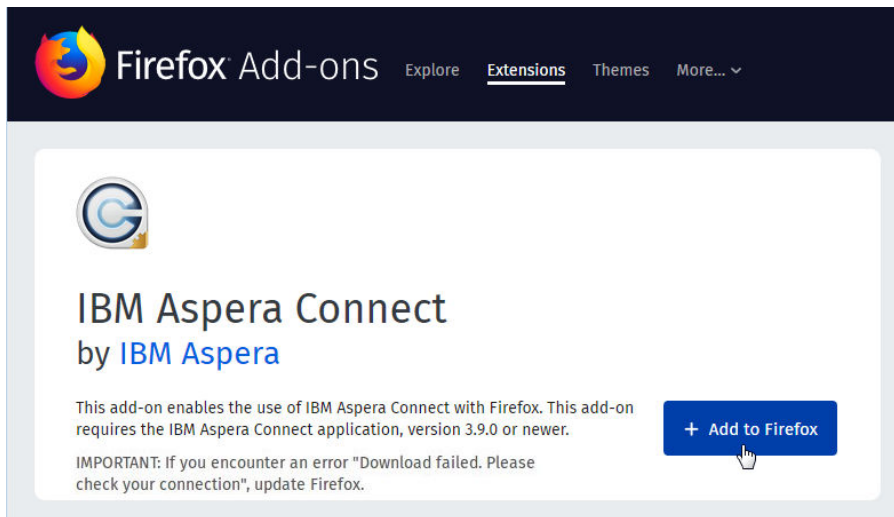 Firefox Add-ons Explore Extensions Themes More...
IBM Aspera Connect
by IBM Aspera
This add-on enables the use of IBM Aspera Connect with Firefox. This add-on
requires the IBM Aspera Connect application, version 3.9.0 or newer.
+ Add to Firefox
IMPORTANT: If you encounter an error "Download failed. Please
check your connection", update Firefox.